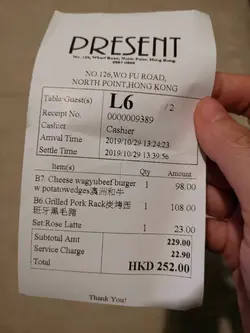 PRESENT
NO.126,WO FU ROAD,
NORTH POINT,HONG KONG
Table/Guest(s) L6 /2
Receipt No. 0000009389
Cashier Cashier
Arrival Time 2019/10/29 13:24:23
Settle Time 2019/10/29 13:39:56
Item(s) Qty Amt
B7. Cheese wagyubeef burger 1 98.00
w potatowedges澳洲和牛
B6.Grilled Pork Rack炭烤西 1 108.00
班牙黑毛豬
Set:Rose Latte 1 23.00
Subtotal Amt 229.00
Service Charge 22.90
Total HKD 252.00
Thank You!